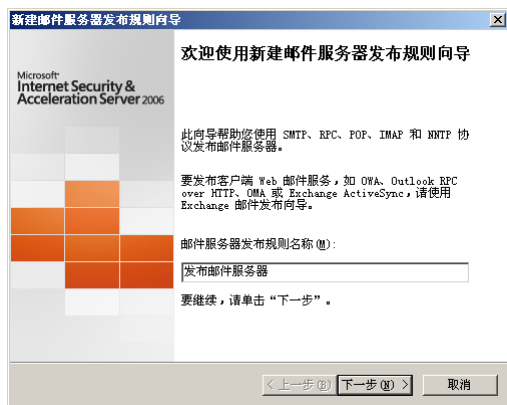 新建邮件服务器发布规则向导
欢迎使用新建邮件服务器发布规则向导
Microsoft
Internet Security &
Acceleration Server 2006
此向导帮助您使用 SMTP、RPC、POP、IMAP 和 NNTP 协
议发布邮件服务器。
要发布客户端 Web 邮件服务，如 OWA、Outlook RPC
over HTTP、OMA 或 Exchange ActiveSync，请使用
Exchange 邮件发布向导。
邮件服务器发布规则名称(M):
发布邮件服务器
要继续，请单击“下一步”。
< 上一步(B) 下一步(N) > 取消